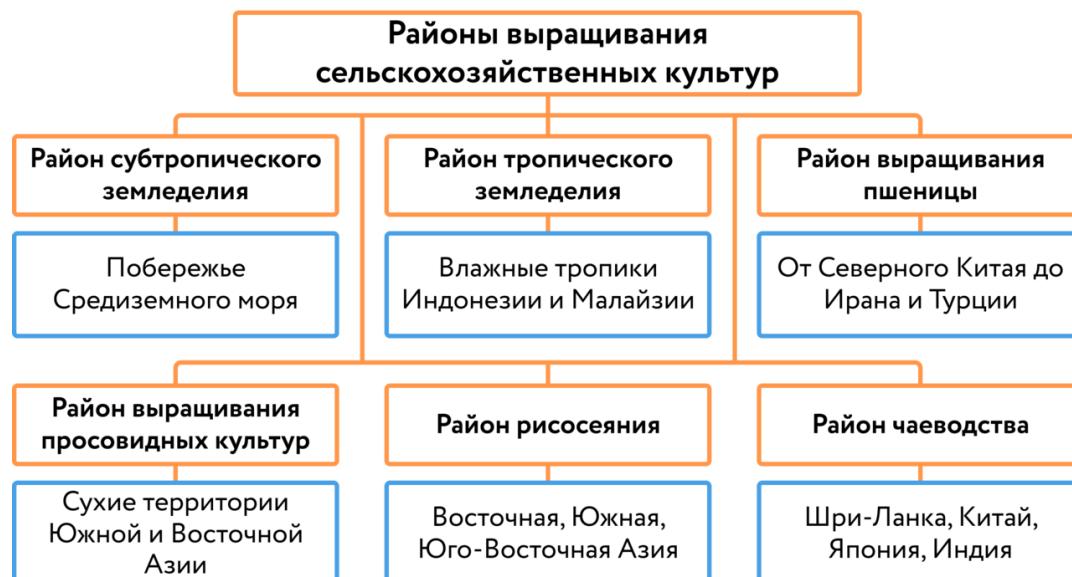 Районы выращивания
сельскохозяйственных культур
Район субтропического
земледелия
Побережье
Средиземного моря
Район тропического
земледелия
Влажные тропики
Индонезии и Малайзии
Район выращивания
пшеницы
От Северного Китая до
Ирана и Турции
Район выращивания
просовидных культур
Сухие территории
Южной и Восточной
Азии
Район рисосеяния
Восточная, Южная,
Юго-Восточная Азия
Район чаеводства
Шри-Ланка, Китай,
Япония, Индия